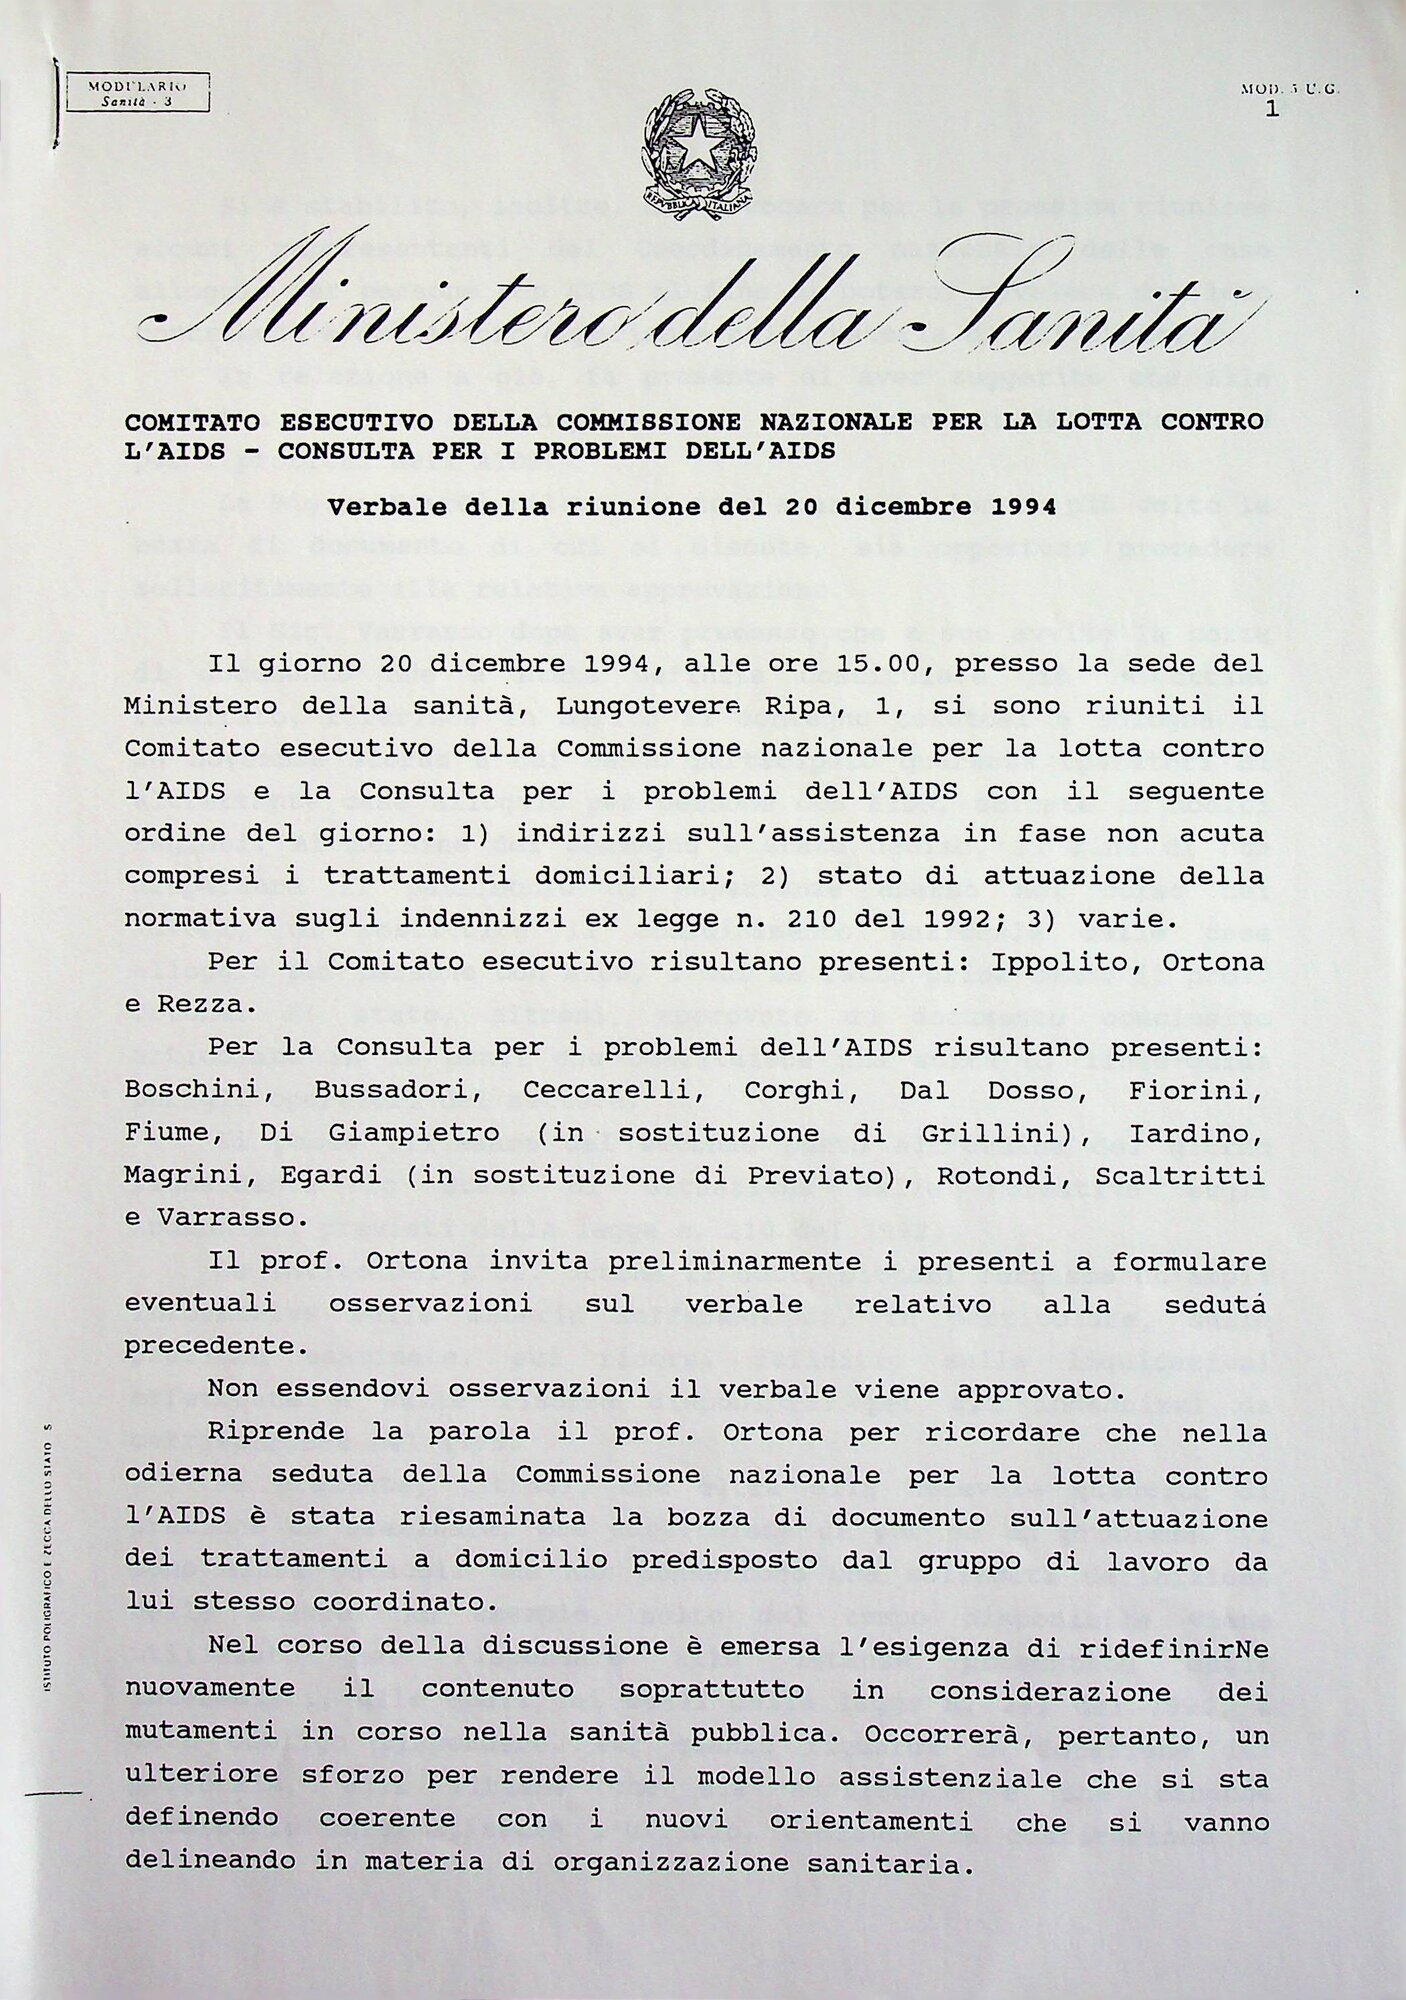 MODULARIO
Sanità - 3
MOD. 5 U.G.
1
REPVBBLICA ITALIANA
Ministero della Sanità
COMITATO ESECUTIVO DELLA COMMISSIONE NAZIONALE PER LA LOTTA CONTRO
L'AIDS - CONSULTA PER I PROBLEMI DELL'AIDS
Verbale della riunione del 20 dicembre 1994
Il giorno 20 dicembre 1994, alle ore 15.00, presso la sede del
Ministero della sanità, Lungotevere Ripa, 1, si sono riuniti il
Comitato esecutivo della Commissione nazionale per la lotta contro
l'AIDS e la Consulta per i problemi dell'AIDS con il seguente
ordine del giorno: 1) indirizzi sull'assistenza in fase non acuta
compresi i trattamenti domiciliari; 2) stato di attuazione della
normativa sugli indennizzi ex legge n. 210 del 1992; 3) varie.
Per il Comitato esecutivo risultano presenti: Ippolito, Ortona
e Rezza.
Per la Consulta per i problemi dell'AIDS risultano presenti:
Boschini, Bussadori, Ceccarelli, Corghi, Dal Dosso, Fiorini,
Fiume, Di Giampietro (in sostituzione di Grillini), Iardino,
Magrini, Egardi (in sostituzione di Previato), Rotondi, Scaltritti
e Varrasso.
Il prof. Ortona invita preliminarmente i presenti a formulare
eventuali osservazioni sul verbale relativo alla seduta
precedente.
Non essendovi osservazioni il verbale viene approvato.
Riprende la parola il prof. Ortona per ricordare che nella
odierna seduta della Commissione nazionale per la lotta contro
l'AIDS è stata riesaminata la bozza di documento sull'attuazione
dei trattamenti a domicilio predisposto dal gruppo di lavoro da
lui stesso coordinato.
Nel corso della discussione è emersa l'esigenza di ridefinirNe
nuovamente il contenuto soprattutto in considerazione dei
mutamenti in corso nella sanità pubblica. Occorrerà, pertanto, un
ulteriore sforzo per rendere il modello assistenziale che si sta
definendo coerente con i nuovi orientamenti che si vanno
delineando in materia di organizzazione sanitaria.
ISTITUTO POLIGRAFICO E ZECCA DELLO STATO S